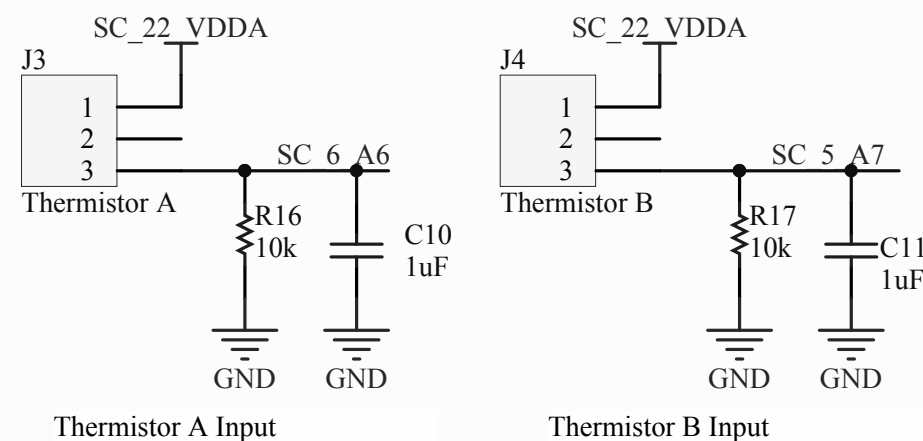 SC_22_VDDA
J3
1
2
3
SC_6_A6
Thermistor A
R16
10k
C10
1uF
GND
GND
Thermistor A Input
SC_22_VDDA
J4
1
2
3
SC_5_A7
Thermistor B
R17
10k
C11
1uF
GND
GND
Thermistor B Input